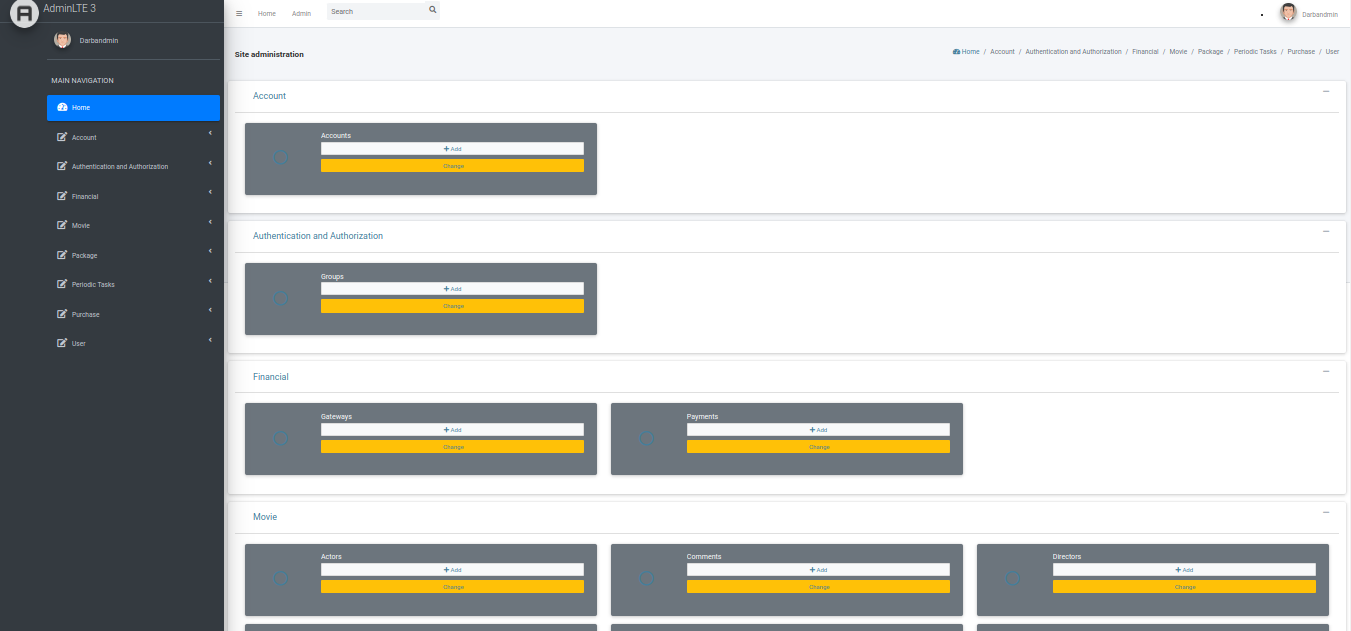 AdminLTE 3
Darbandmin
MAIN NAVIGATION
Home
Account
Authentication and Authorization
Financial
Movie
Package
Periodic Tasks
Purchase
User
Home Admin Search
Darbandmin
Site administration
Home / Account / Authentication and Authorization / Financial / Movie / Package / Periodic Tasks / Purchase / User
Account
Accounts
Add
Change
Authentication and Authorization
Groups
Add
Change
Financial
Gateways
Add
Change
Payments
Add
Change
Movie
Actors
Add
Change
Comments
Add
Change
Directors
Add
Change